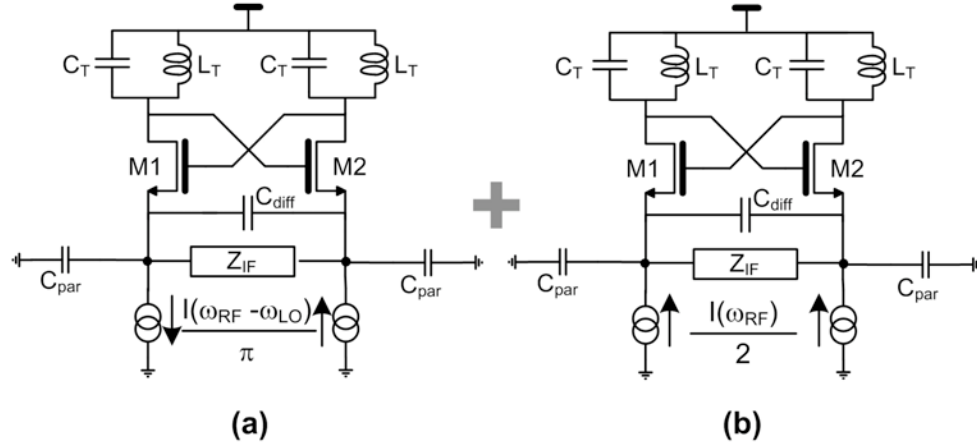 C_T L_T C_T L_T
M1 M2
C_diff
Z_IF
C_par C_par
I(ω_RF -ω_LO)
π
(a)
+
C_T L_T C_T L_T
M1 M2
C_diff
Z_IF
C_par C_par
I(ω_RF)
2
(b)